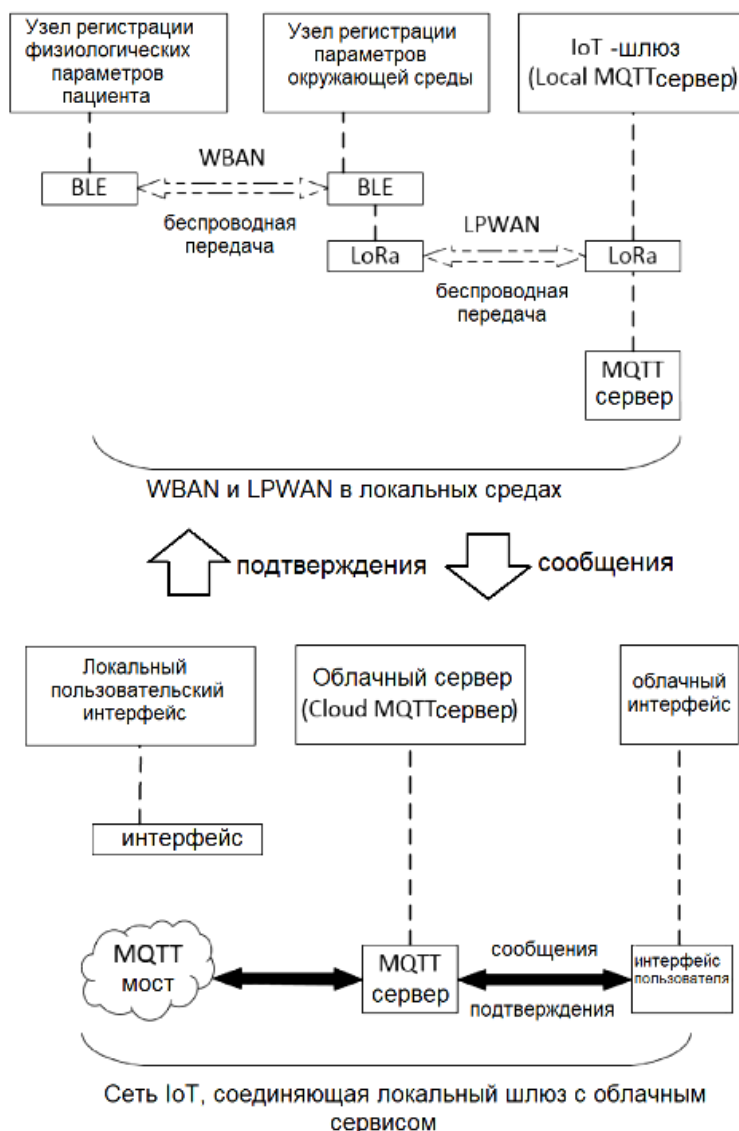 Узел регистрации
физиологических
параметров
пациента
Узел регистрации
параметров
окружающей среды
IoT -шлюз
(Local MQTTсервер)
WBAN
BLE
BLE
беспроводная
передача
LPWAN
LoRa
LoRa
беспроводная
передача
MQTT
сервер
WBAN и LPWAN в локальных средах
подтверждения
сообщения
Локальный
пользовательский
интерфейс
Облачный сервер
(Cloud MQTTсервер)
облачный
интерфейс
интерфейс
MQTT
мост
MQTT
сервер
сообщения
подтверждения
интерфейс
пользователя
Сеть IoT, соединяющая локальный шлюз с облачным
сервисом